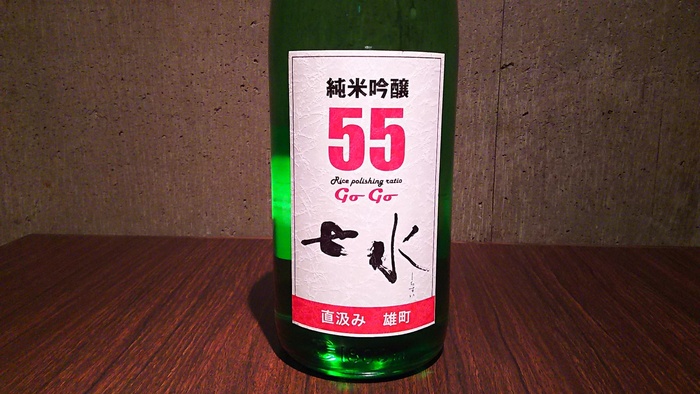 純米吟醸
55
Rice polishing ratio
Go Go
七水
しちすい
直汲み 雄町